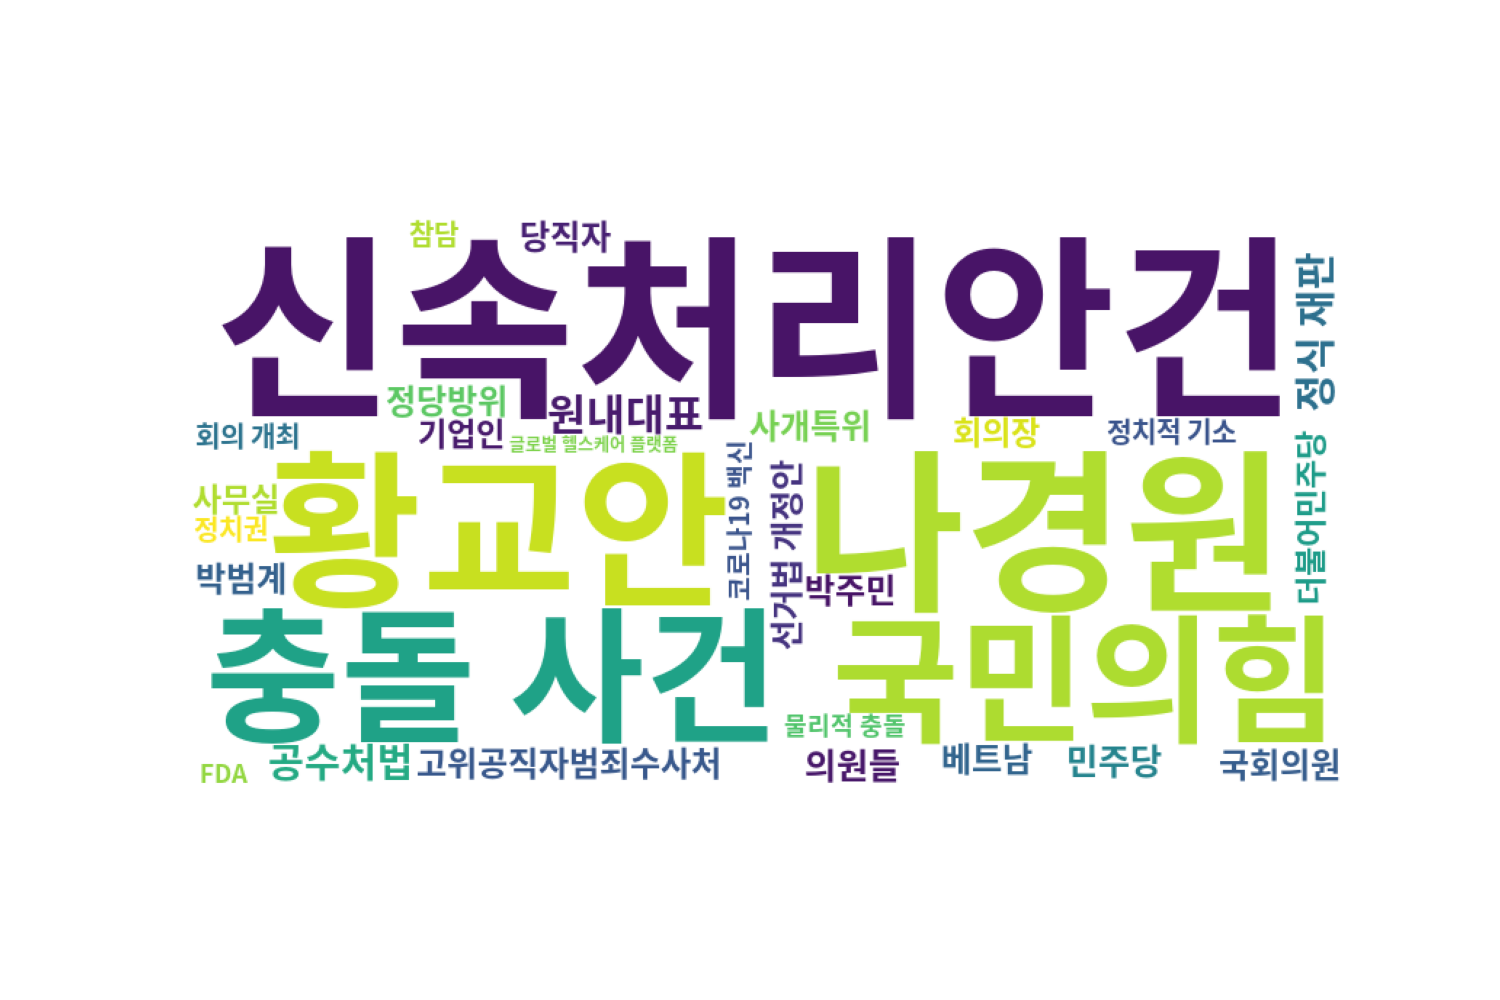 참담
당직자
신속처리안건
정식 재판
정당방위
원내대표
사개특위
회의장
정치적 기소
회의 개최
기업인
글로벌 헬스케어 플랫폼
황교안
나경원
코로나19 백신
선거법 개정안
더불어민주당
사무실
정치권
박범계
박주민
충돌 사건
국민의힘
물리적 충돌
FDA
공수처법
고위공직자범죄수사처
의원들
베트남
민주당
국회의원